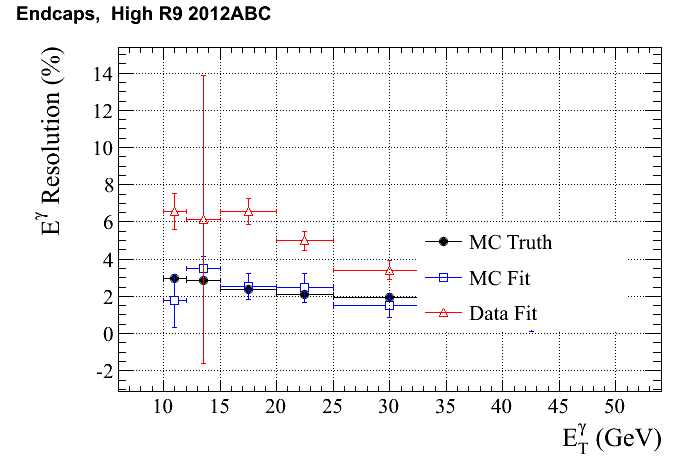 Endcaps, High R9 2012ABC
E^γ Resolution (%)
14
12
10
8
6
4
2
0
-2
MC Truth
MC Fit
Data Fit
10 15 20 25 30 35 40 45 50
E_T^γ (GeV)